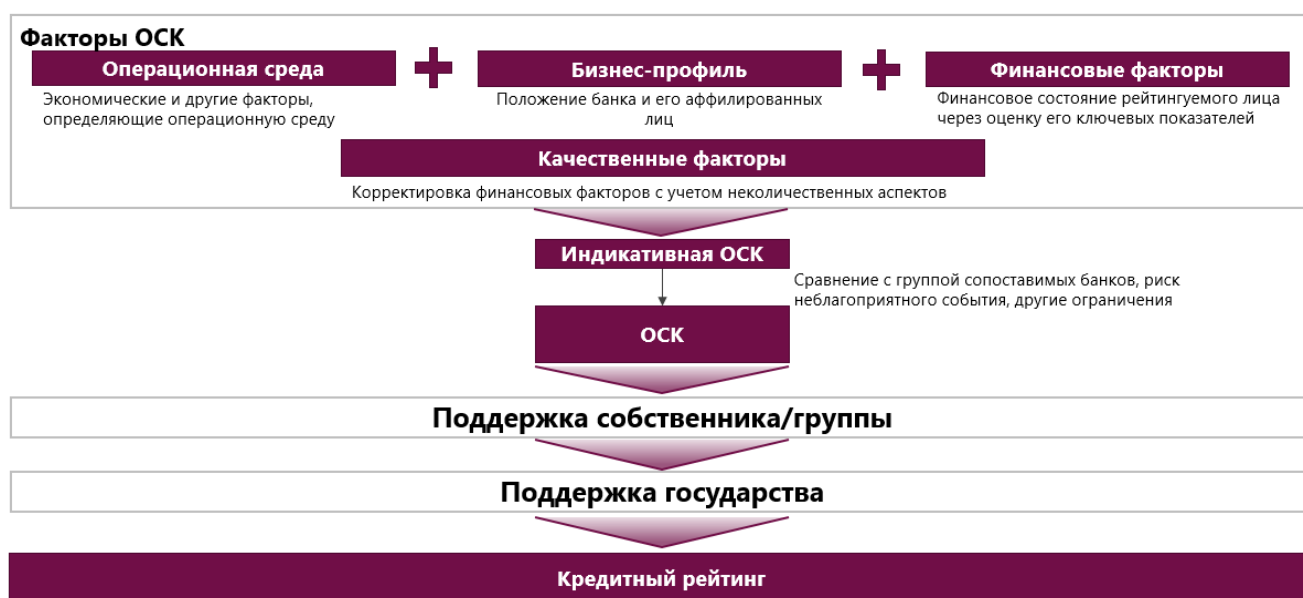 Факторы ОСК
Операционная среда
Экономические и другие факторы,
определяющие операционную среду
Бизнес-профиль
Положение банка и его аффилированных
лиц
Финансовые факторы
Финансовое состояние рейтингуемого лица
через оценку его ключевых показателей
Качественные факторы
Корректировка финансовых факторов с учетом неколичественных аспектов
Индикативная ОСК
Сравнение с группой сопоставимых банков, риск
неблагоприятного события, другие ограничения
ОСК
Поддержка собственника/группы
Поддержка государства
Кредитный рейтинг